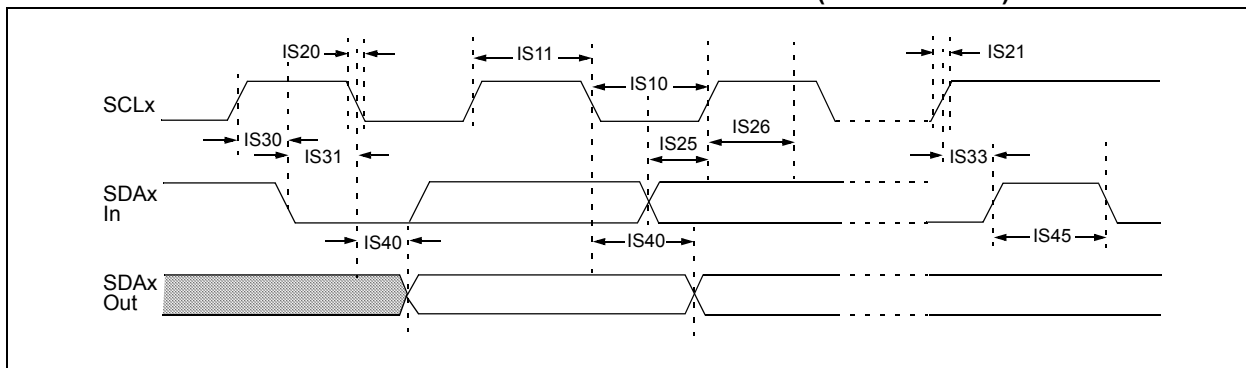 IS20
IS11
IS21
IS10
SCLx
IS30
IS26
IS31
IS25
IS33
SDAx
In
IS40
IS40
IS45
SDAx
Out